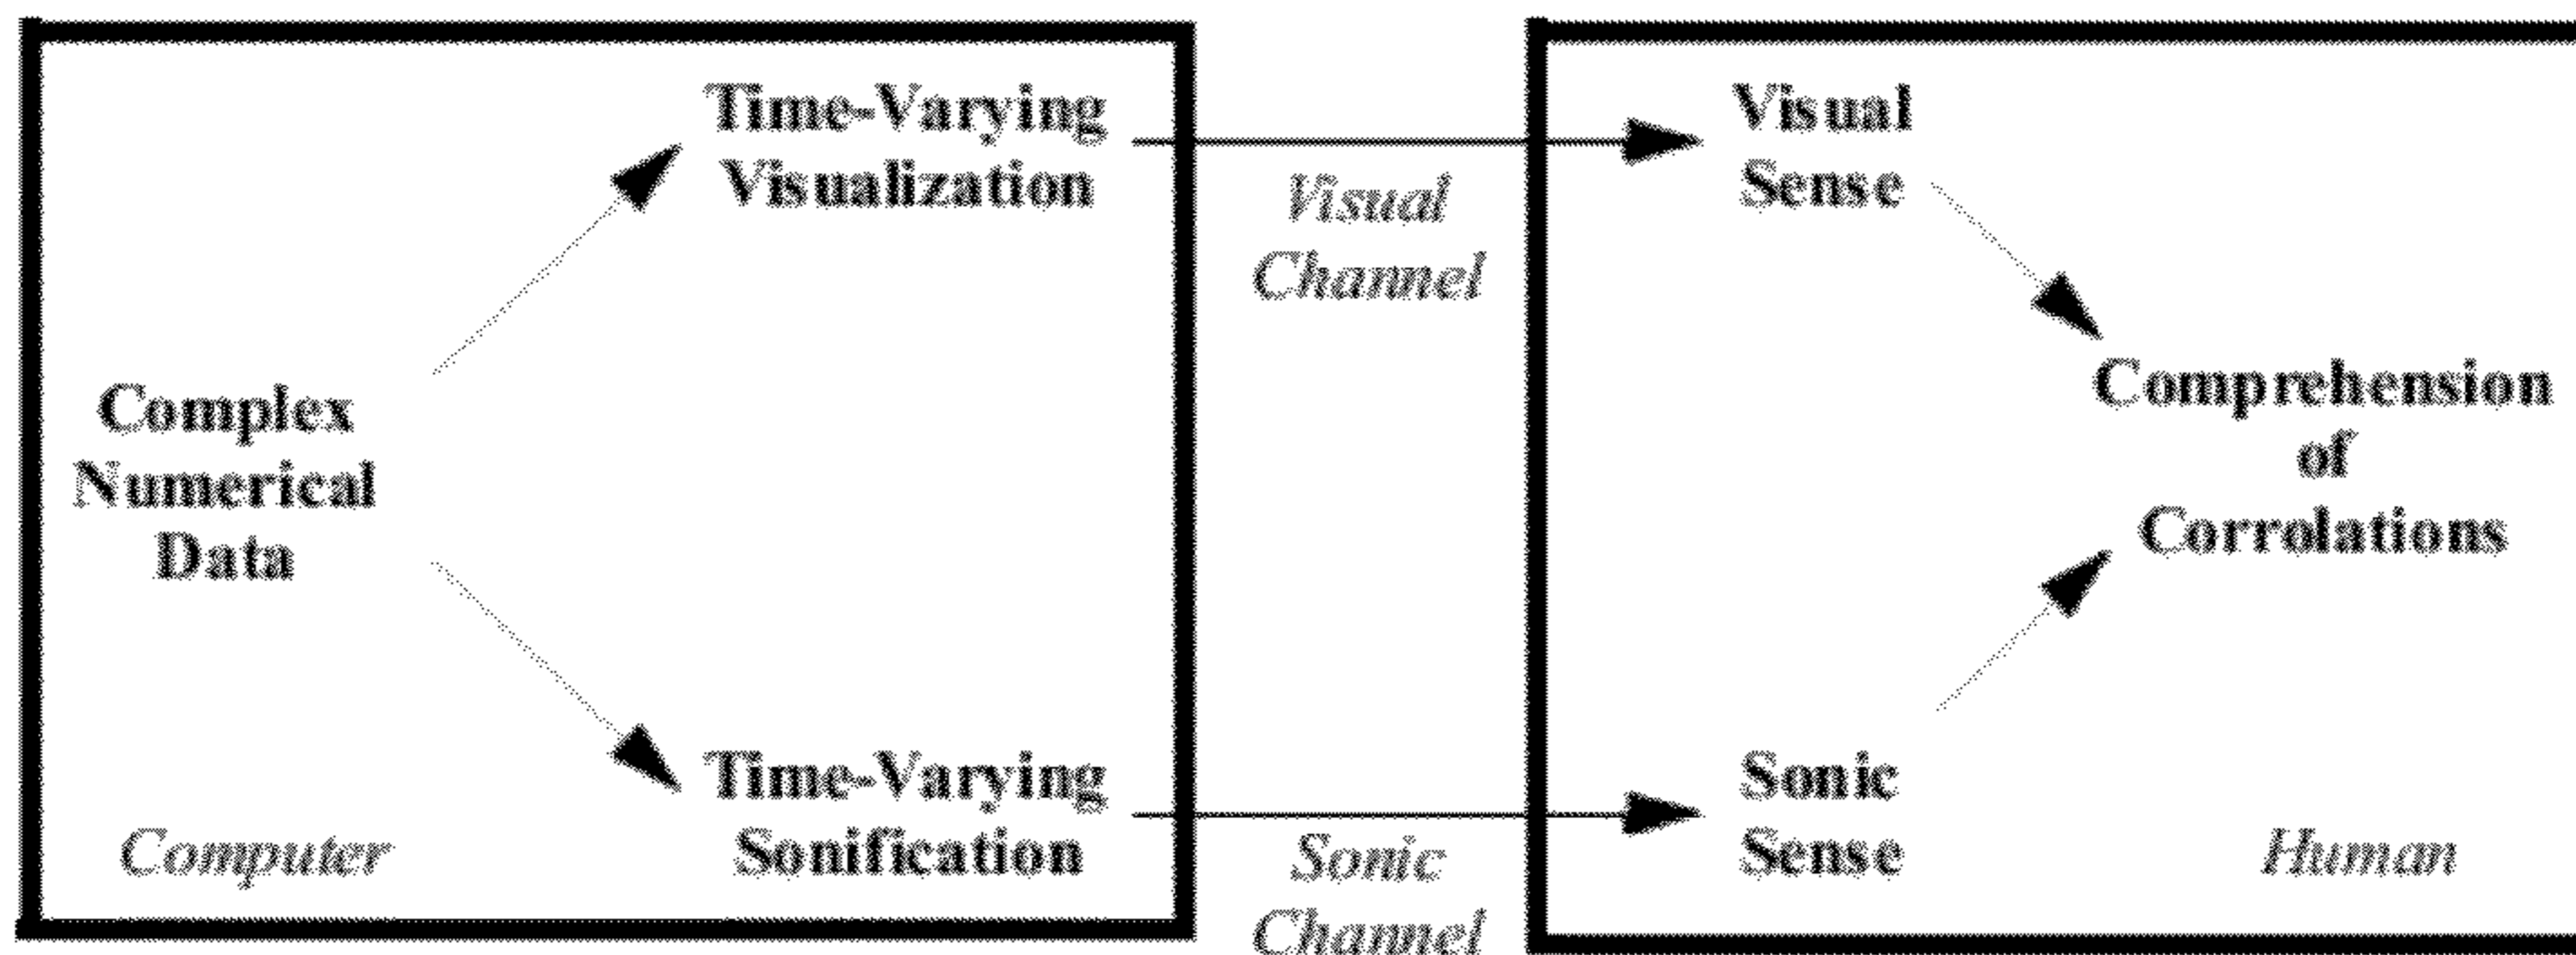 Time-Varying
Visualization
Complex
Numerical
Data
Time-Varying
Sonification
Computer
Visual
Channel
Sonic
Channel
Visual
Sense
Comprehension
of
Corrolations
Sonic
Sense
Human